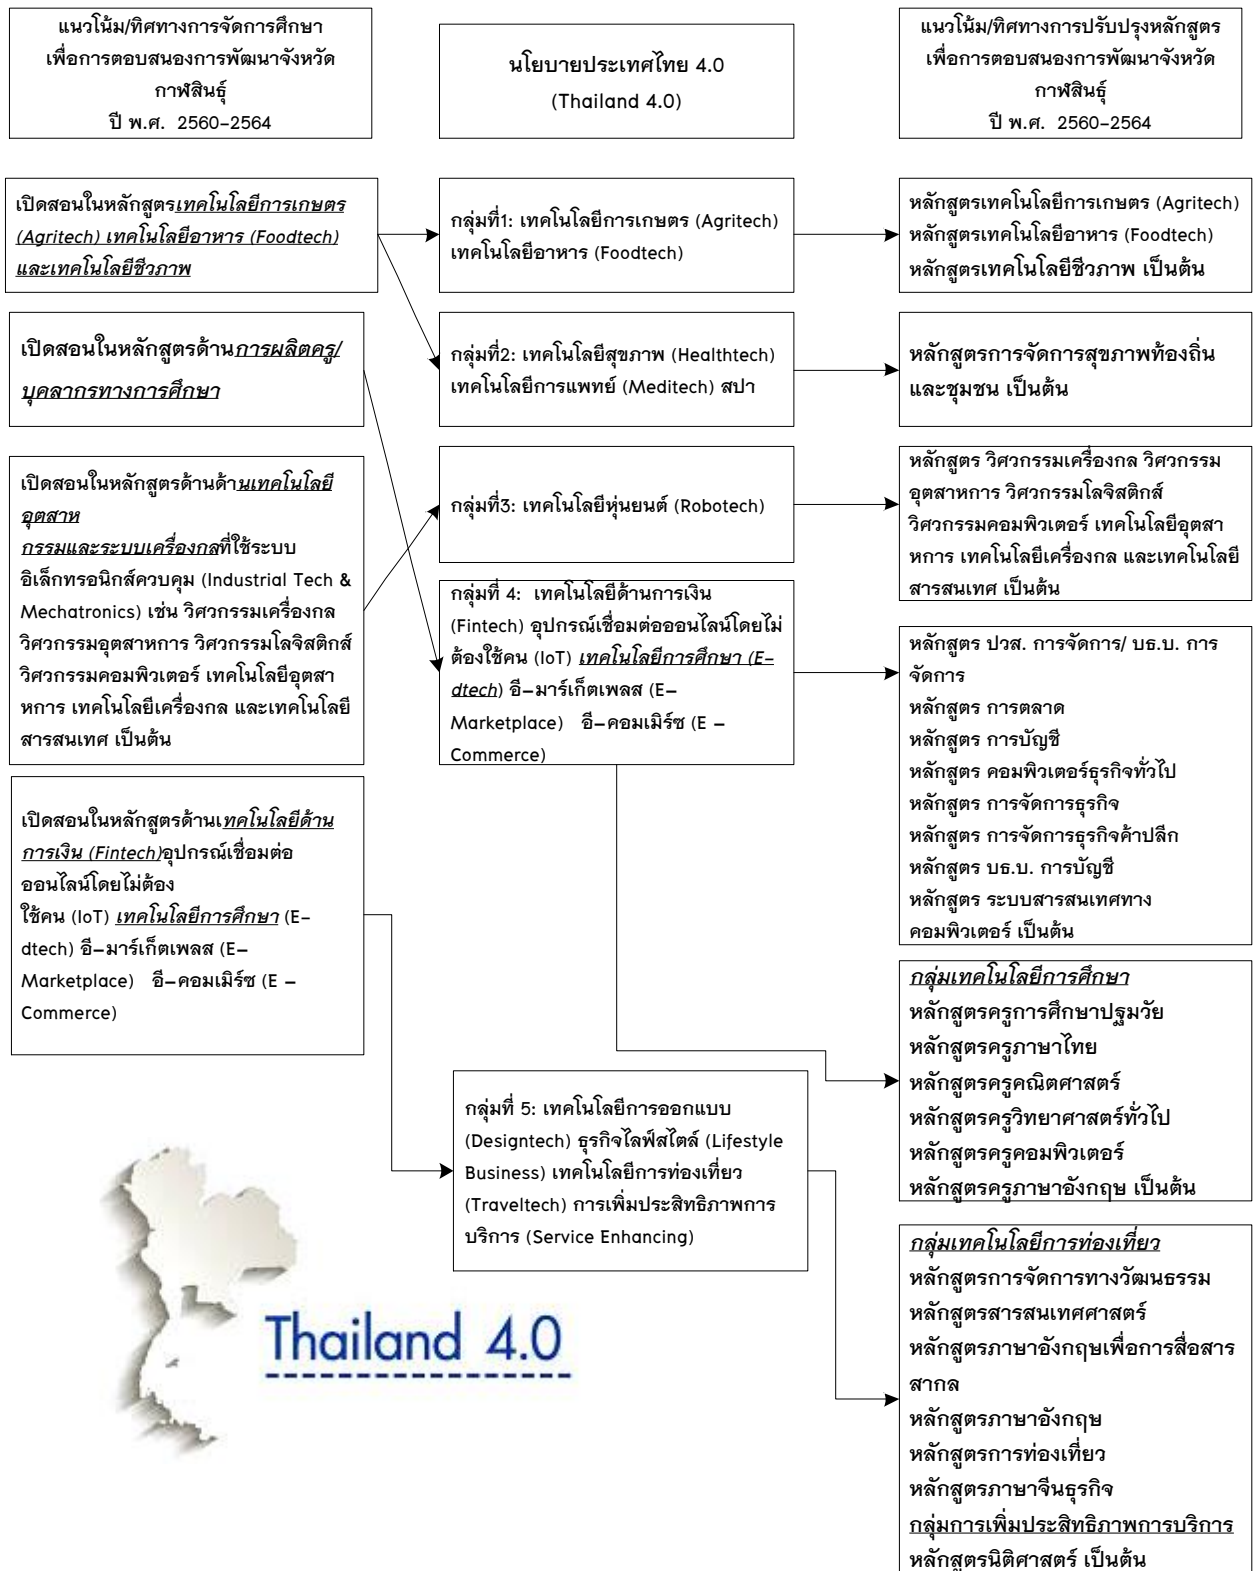 แนวโน้ม/ทิศทางการจัดการศึกษา
เพื่อการตอบสนองการพัฒนาจังหวัด
กาฬสินธุ์
ปี พ.ศ. 2560-2564
นโยบายประเทศไทย 4.0
(Thailand 4.0)
แนวโน้ม/ทิศทางการปรับปรุงหลักสูตร
เพื่อการตอบสนองการพัฒนาจังหวัด
กาฬสินธุ์
ปี พ.ศ. 2560-2564
เปิดสอนในหลักสูตรเทคโนโลยีการเกษตร
(Agritech) เทคโนโลยีอาหาร (Foodtech)
และเทคโนโลยีชีวภาพ
กลุ่มที่1: เทคโนโลยีการเกษตร (Agritech)
เทคโนโลยีอาหาร (Foodtech)
หลักสูตรเทคโนโลยีการเกษตร (Agritech)
หลักสูตรเทคโนโลยีอาหาร (Foodtech)
หลักสูตรเทคโนโลยีชีวภาพ เป็นต้น
เปิดสอนในหลักสูตรด้านการผลิตครู/
บุคลากรทางการศึกษา
กลุ่มที่2: เทคโนโลยีสุขภาพ (Healthtech)
เทคโนโลยีการแพทย์ (Meditech) สปา
หลักสูตรการจัดการสุขภาพท้องถิ่น
และชุมชน เป็นต้น
เปิดสอนในหลักสูตรด้านด้านเทคโนโลยี
อุตสาห
กรรมและระบบเครื่องกลที่ใช้ระบบ
อิเล็กทรอนิกส์ควบคุม (Industrial Tech &
Mechatronics) เช่น วิศวกรรมเครื่องกล
วิศวกรรมอุตสาหการ วิศวกรรมโลจิสติกส์
วิศวกรรมคอมพิวเตอร์ เทคโนโลยีอุตสา
หการ เทคโนโลยีเครื่องกล และเทคโนโลยี
สารสนเทศ เป็นต้น
กลุ่มที่3: เทคโนโลยีหุ่นยนต์ (Robotech)
หลักสูตร วิศวกรรมเครื่องกล วิศวกรรม
อุตสาหการ วิศวกรรมโลจิสติกส์
วิศวกรรมคอมพิวเตอร์ เทคโนโลยีอุตสา
หการ เทคโนโลยีเครื่องกล และเทคโนโลยี
สารสนเทศ เป็นต้น
กลุ่มที่ 4: เทคโนโลยีด้านการเงิน
(Fintech) อุปกรณ์เชื่อมต่อออนไลน์โดยไม่
ต้องใช้คน (IoT) เทคโนโลยีการศึกษา (E-
dtech) อี-มาร์เก็ตเพลส (E-
Marketplace) อี-คอมเมิร์ซ (E -
Commerce)
หลักสูตร ปวส. การจัดการ/ บธ.บ. การ
จัดการ
หลักสูตร การตลาด
หลักสูตร การบัญชี
หลักสูตร คอมพิวเตอร์ธุรกิจทั่วไป
หลักสูตร การจัดการธุรกิจ
หลักสูตร การจัดการธุรกิจค้าปลีก
หลักสูตร บธ.บ. การบัญชี
หลักสูตร ระบบสารสนเทศทาง
คอมพิวเตอร์ เป็นต้น
เปิดสอนในหลักสูตรด้านเทคโนโลยีด้าน
การเงิน (Fintech)อุปกรณ์เชื่อมต่อ
ออนไลน์โดยไม่ต้อง
ใช้คน (IoT) เทคโนโลยีการศึกษา (E-
dtech) อี-มาร์เก็ตเพลส (E-
Marketplace) อี-คอมเมิร์ซ (E -
Commerce)
กลุ่มเทคโนโลยีการศึกษา
หลักสูตรครูการศึกษาปฐมวัย
หลักสูตรครูภาษาไทย
หลักสูตรครูคณิตศาสตร์
หลักสูตรครูวิทยาศาสตร์ทั่วไป
หลักสูตรครูคอมพิวเตอร์
หลักสูตรครูภาษาอังกฤษ เป็นต้น
กลุ่มที่ 5: เทคโนโลยีการออกแบบ
(Designtech) ธุรกิจไลฟ์สไตล์ (Lifestyle
Business) เทคโนโลยีการท่องเที่ยว
(Traveltech) การเพิ่มประสิทธิภาพการ
บริการ (Service Enhancing)
กลุ่มเทคโนโลยีการท่องเที่ยว
หลักสูตรการจัดการทางวัฒนธรรม
หลักสูตรสารสนเทศศาสตร์
หลักสูตรภาษาอังกฤษเพื่อการสื่อสาร
สากล
หลักสูตรภาษาอังกฤษ
หลักสูตรการท่องเที่ยว
หลักสูตรภาษาจีนธุรกิจ
กลุ่มการเพิ่มประสิทธิภาพการบริการ
หลักสูตรนิติศาสตร์ เป็นต้น
Thailand 4.0